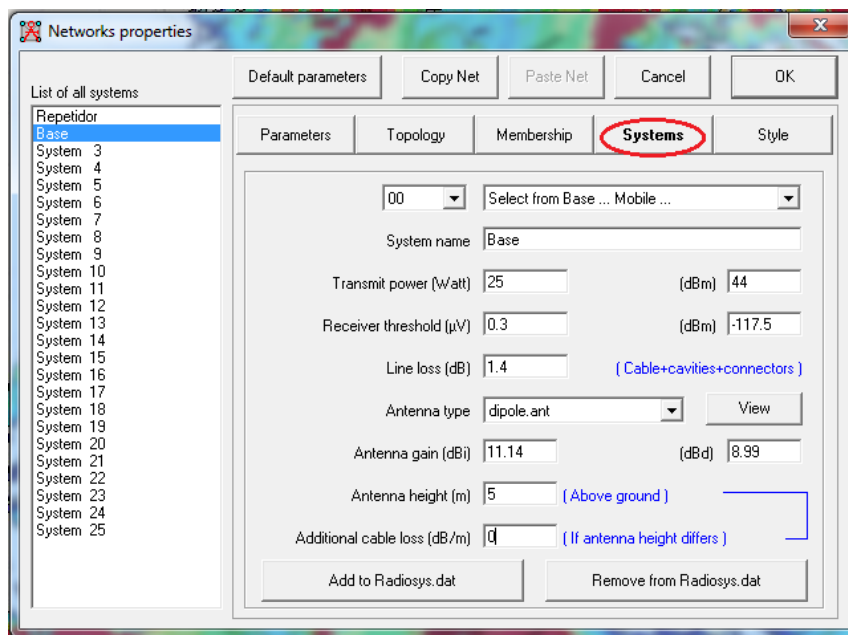 Networks properties
Default parameters Copy Net Paste Net Cancel OK
List of all systems
Repetidor
Base
System 3
System 4
System 5
System 6
System 7
System 8
System 9
System 10
System 11
System 12
System 13
System 14
System 15
System 16
System 17
System 18
System 19
System 20
System 21
System 22
System 23
System 24
System 25
Parameters Topology Membership Systems Style
00 Select from Base ... Mobile ...
System name Base
Transmit power (Watt) 25 (dBm) 44
Receiver threshold (µV) 0.3 (dBm) -117.5
Line loss (dB) 1.4 ( Cable+cavities+connectors )
Antenna type dipole.ant View
Antenna gain (dBi) 11.14 (dBd) 8.99
Antenna height (m) 5 ( Above ground )
Additional cable loss (dB/m) 0 ( If antenna height differs )
Add to Radiosys.dat Remove from Radiosys.dat